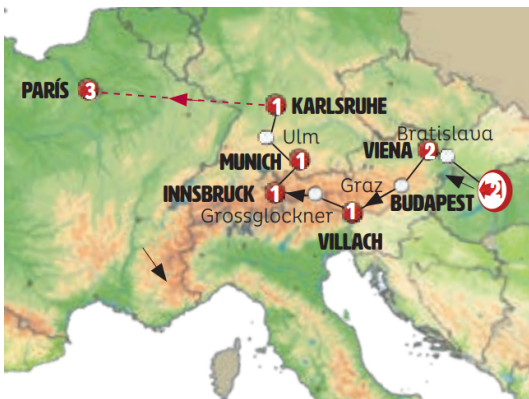 PARÍS 3
1 KARLSRUHE
Ulm
MUNICH 1
Bratislava
VIENA 2
INNSBRUCK 1
Graz
BUDAPEST 2
Grossglockner
1
VILLACH